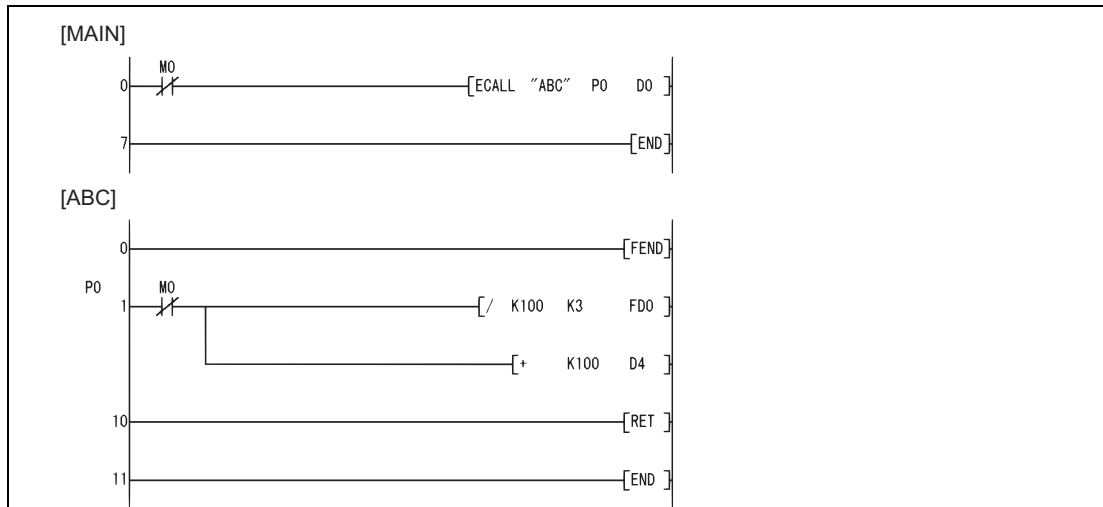 [MAIN]
M0
0 [ECALL ″ABC″ P0 D0 ]
7 [END]
[ABC]
0 [FEND]
P0 M0
1 [/ K100 K3 FD0 ]
[+ K100 D4 ]
10 [RET ]
11 [END ]